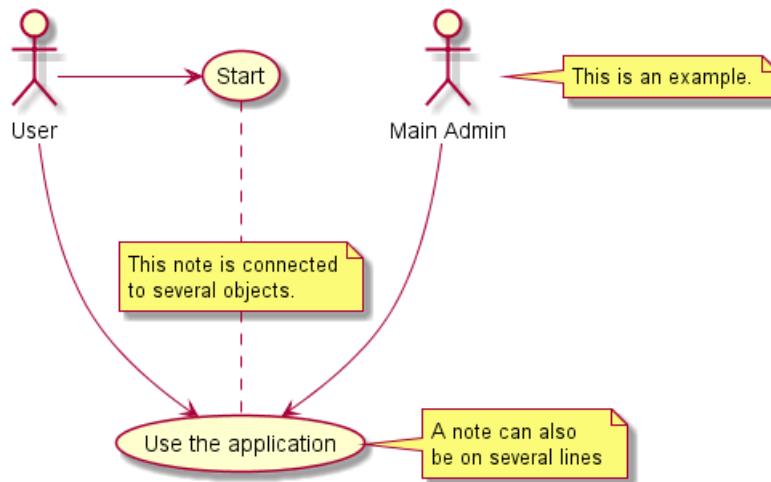 Start
This is an example.
User
Main Admin
This note is connected
to several objects.
Use the application
A note can also
be on several lines